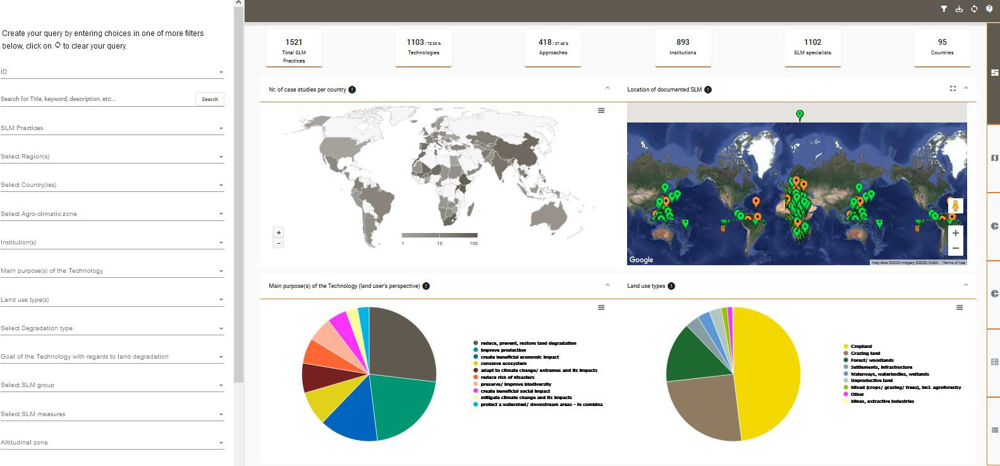 Create your query by entering choices in one of more filters
below, click on to clear your query.
ID
Search for Title, keyword, description, etc...
Search
SLM Practices
Select Region(s)
Select Country(ies)
Select Agro-climatic zone
Institution(s)
Main purpose(s) of the Technology
Land use type(s)
Select Degradation type
Goal of the Technology with regards to land degradation
Select SLM group
Select SLM measures
Altitudinal zone
1521
Total SLM
Practices
1103 / 72.52 %
Technologies
418 / 27.48 %
Approaches
893
Institutions
1102
SLM specialists
95
Countries
Nr. of case studies per country
+
−
1 10 100
Location of documented SLM
Google
+
−
Map data ©2020 Imagery ©2020 NASA Terms of Use
Main purpose(s) of the Technology (land user's perspective)
reduce, prevent, restore land degradation
improve production
create beneficial economic impact
conserve ecosystem
adapt to climate change/ extremes and its impacts
reduce risk of disasters
preserve/ improve biodiversity
create beneficial social impact
mitigate climate change and its impacts
protect a watershed/ downstream areas – in combina
Land use types
Cropland
Grazing land
Forest/ woodlands
Settlements, infrastructure
Waterways, waterbodies, wetlands
Unproductive land
Mixed (crops/ grazing/ trees), incl. agroforestry
Other
Mines, extractive industries